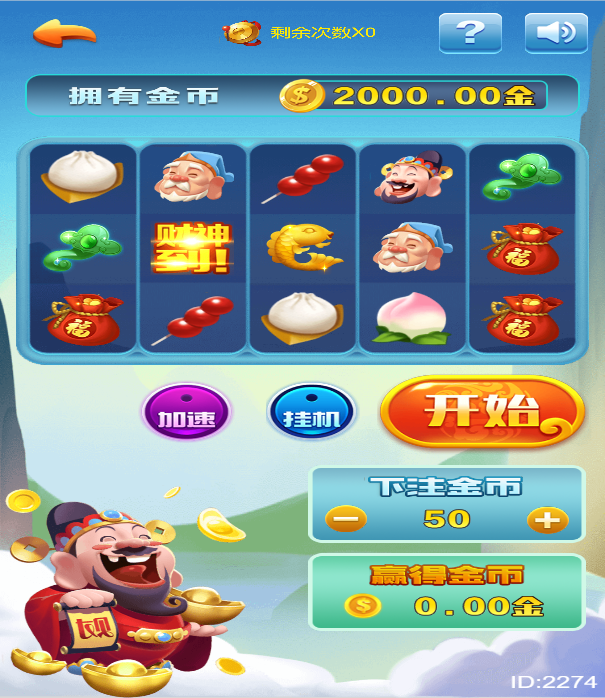 剩余次数X0
?
拥有金币
$ 2000.00金
财神
到!
福
福
福
加速
挂机
开始
下注金币
- 50 +
赢得金币
$ 0.00金
ID:2274